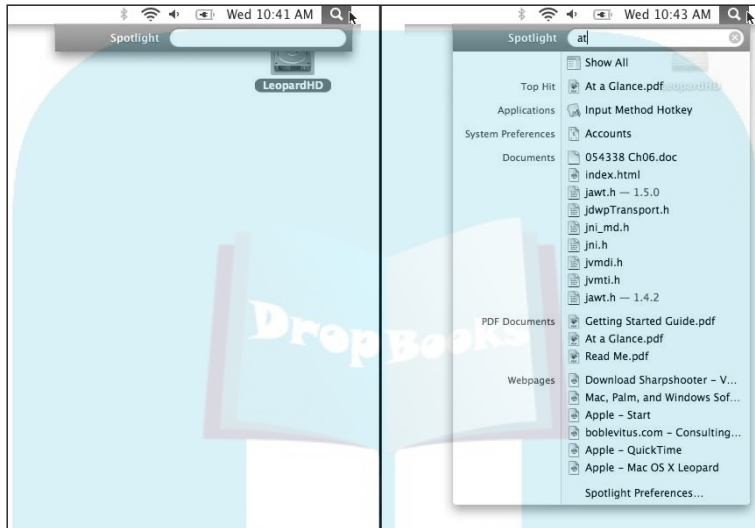 Wed 10:41 AM
Spotlight
LeopardHD
Wed 10:43 AM
Spotlight at
Show All
Top Hit At a Glance.pdf
LeopardHD
Applications Input Method Hotkey
System Preferences Accounts
Documents 054338 Ch06.doc
index.html
jawt.h — 1.5.0
jdwpTransport.h
jni_md.h
jni.h
jvmdi.h
jvmti.h
jawt.h — 1.4.2
PDF Documents Getting Started Guide.pdf
At a Glance.pdf
Read Me.pdf
Webpages Download Sharpshooter – V...
Mac, Palm, and Windows Sof...
Apple – Start
boblevitus.com – Consulting...
Apple – QuickTime
Apple – Mac OS X Leopard
Spotlight Preferences...
DropBooks